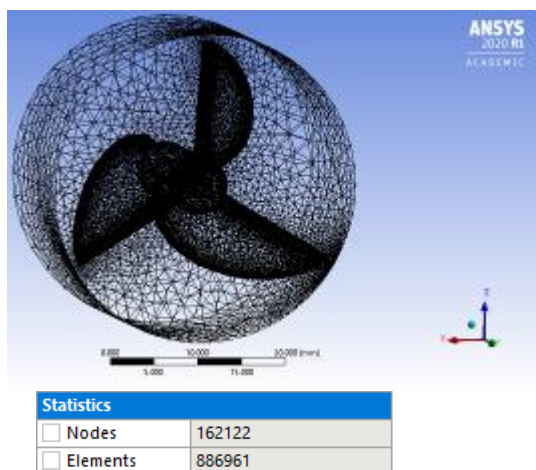 ANSYS
2020 R1
ACADEMIC
Z
0.000 10.000 20.000 (mm)
5.000 15.000
Statistics
Nodes 162122
Elements 886961